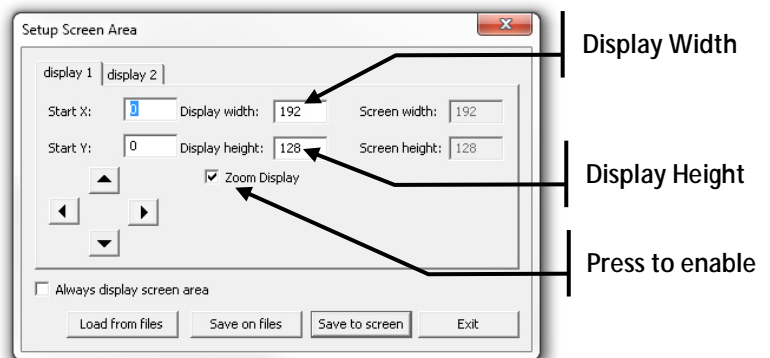 Setup Screen Area
Display Width
display 1 display 2
Start X: 0 Display width: 192 Screen width: 192
Start Y: 0 Display height: 128 Screen height: 128
Zoom Display
Display Height
Press to enable
Always display screen area
Load from files Save on files Save to screen Exit